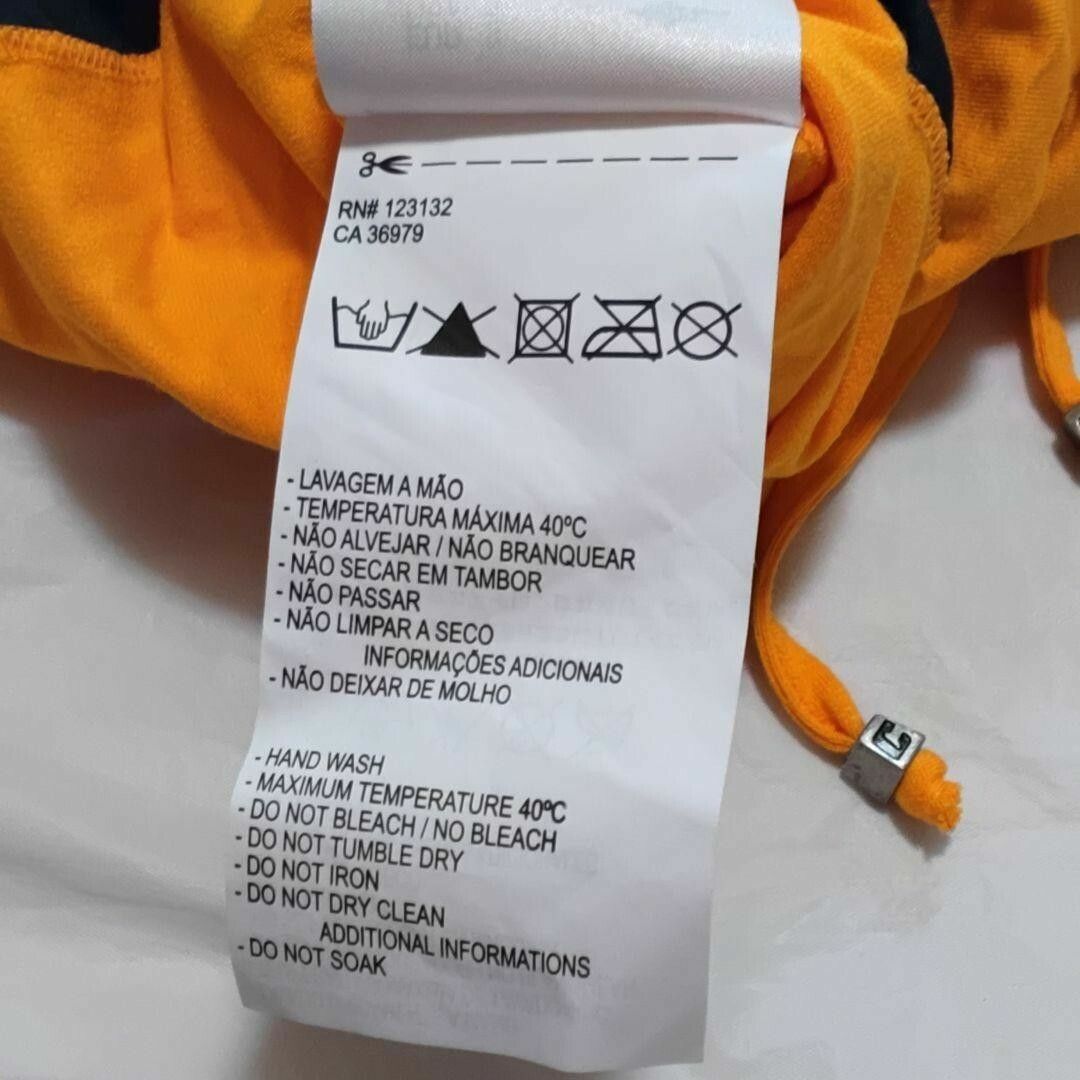 RN# 123132
CA 36979
- LAVAGEM A MÃO
- TEMPERATURA MÁXIMA 40ºC
- NÃO ALVEJAR / NÃO BRANQUEAR
- NÃO SECAR EM TAMBOR
- NÃO PASSAR
- NÃO LIMPAR A SECO
INFORMAÇÕES ADICIONAIS
- NÃO DEIXAR DE MOLHO
- HAND WASH
- MAXIMUM TEMPERATURE 40ºC
- DO NOT BLEACH / NO BLEACH
- DO NOT TUMBLE DRY
- DO NOT IRON
- DO NOT DRY CLEAN
ADDITIONAL INFORMATIONS
- DO NOT SOAK